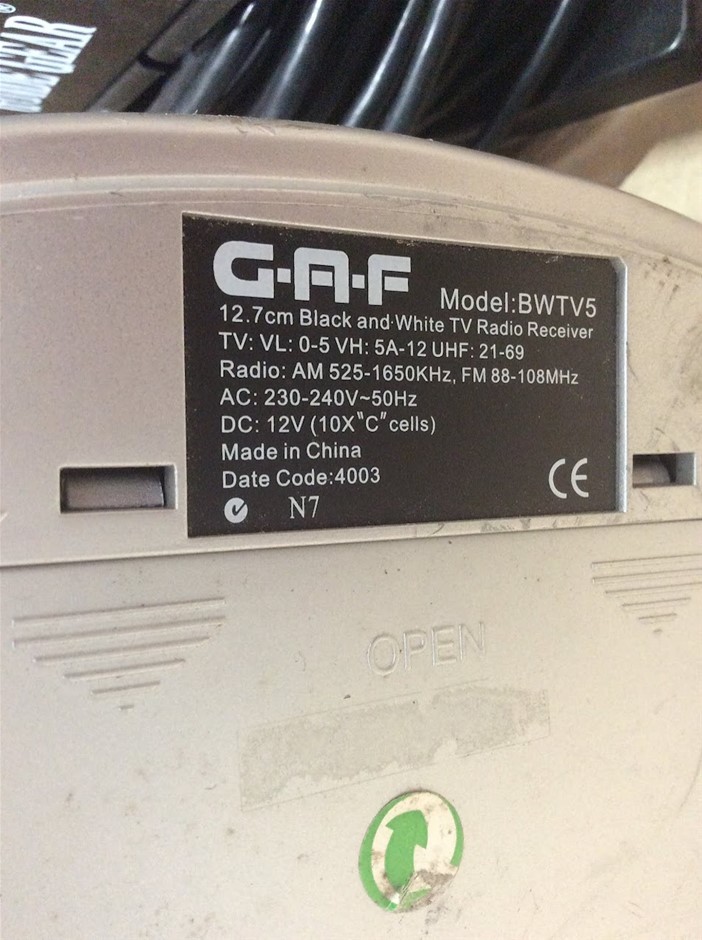 GEAR
®
G·A·F
Model:BWTV5
12.7cm Black and White TV Radio Receiver
TV: VL: 0-5 VH: 5A-12 UHF: 21-69
Radio: AM 525-1650KHz, FM 88-108MHz
AC: 230-240V~50Hz
DC: 12V (10X"C" cells)
Made in China
Date Code:4003
CE
N7
OPEN